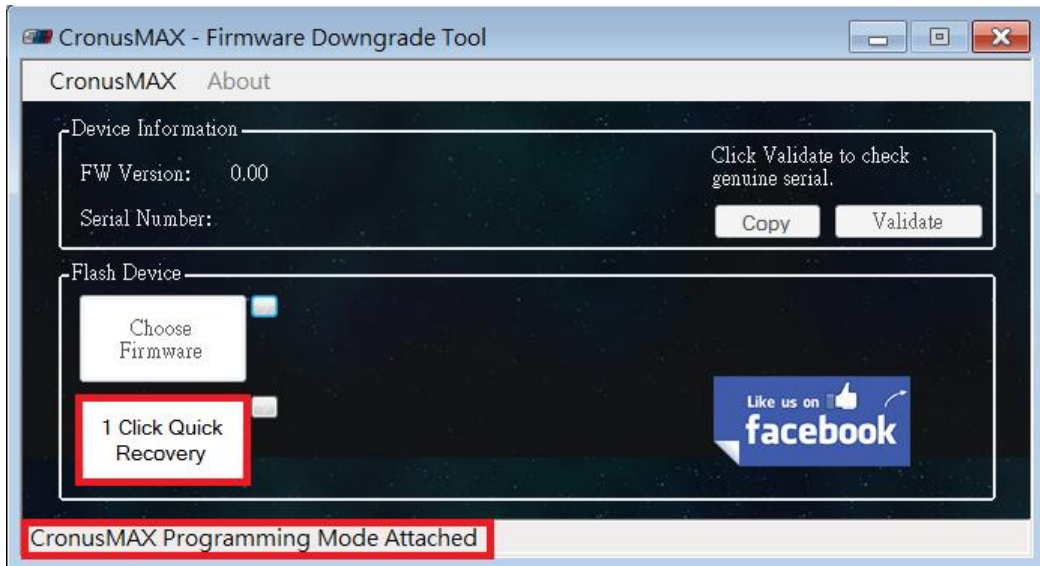 CronusMAX - Firmware Downgrade Tool
CronusMAX About
Device Information
FW Version: 0.00
Click Validate to check
genuine serial.
Serial Number:
Copy Validate
Flash Device
Choose
Firmware
1 Click Quick
Recovery
Like us on
facebook
CronusMAX Programming Mode Attached